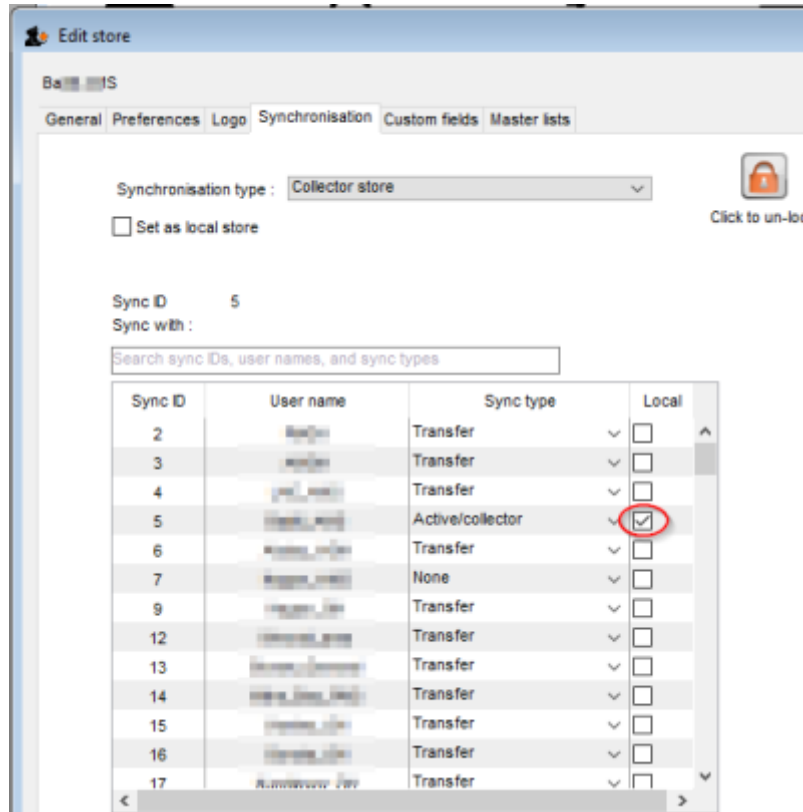 Edit store
General Preferences Logo Synchronisation Custom fields Master lists
Synchronisation type : Collector store
Click to un-loc
Set as local store
Sync ID 5
Sync with :
Search sync IDs, user names, and sync types
Sync ID User name Sync type Local
2 Transfer
3 Transfer
4 Transfer
5 Active/collector
6 Transfer
7 None
9 Transfer
12 Transfer
13 Transfer
14 Transfer
15 Transfer
16 Transfer
17 Transfer